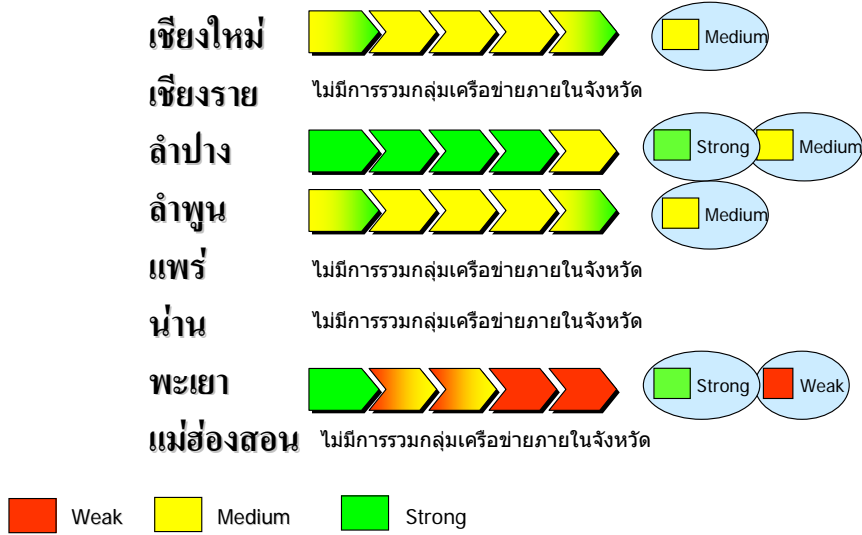 เชียงใหม่ Medium
เชียงราย ไม่มีการรวมกลุ่มเครือข่ายภายในจังหวัด
ลำปาง Strong Medium
ลำพูน Medium
แพร่ ไม่มีการรวมกลุ่มเครือข่ายภายในจังหวัด
น่าน ไม่มีการรวมกลุ่มเครือข่ายภายในจังหวัด
พะเยา Strong Weak
แม่ฮ่องสอน ไม่มีการรวมกลุ่มเครือข่ายภายในจังหวัด
Weak Medium Strong